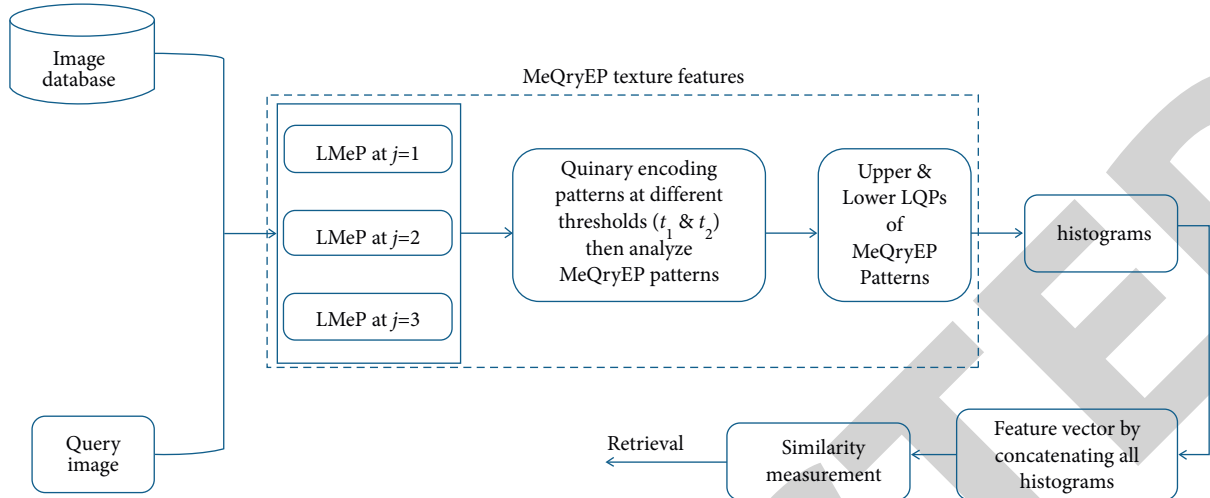 Image
database
MeQryEP texture features
LMeP at j=1
LMeP at j=2
LMeP at j=3
Quinary encoding
patterns at different
thresholds (t1 & t2)
then analyze
MeQryEP patterns
Upper &
Lower LQPs
of
MeQryEP
Patterns
histograms
Query
image
Retrieval
Similarity
measurement
Feature vector by
concatenating all
histograms